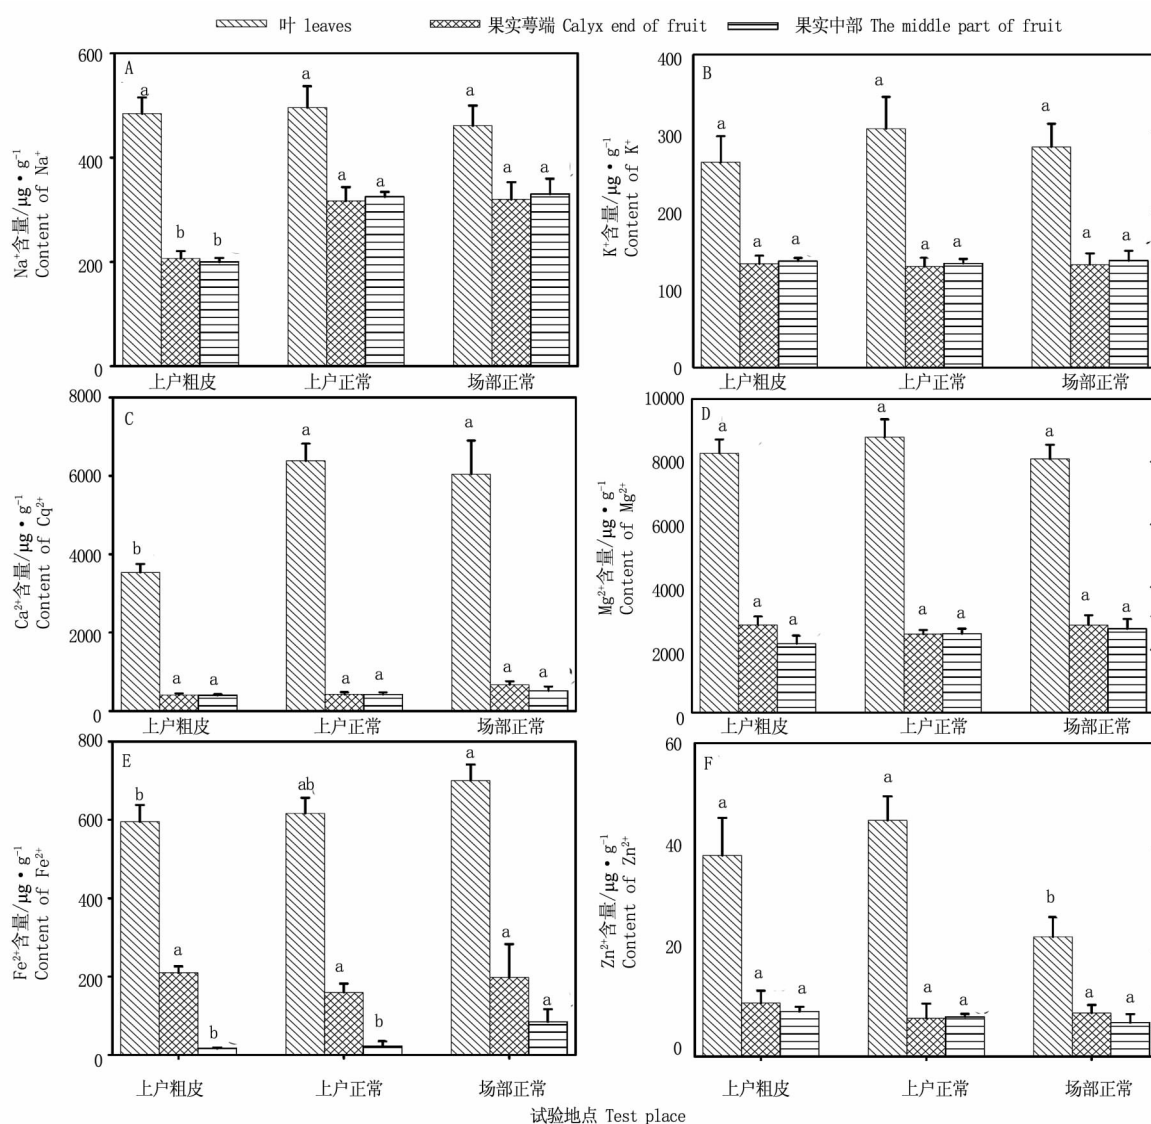 叶 leaves 果实萼端 Calyx end of fruit 果实中部 The middle part of fruit
A
Na⁺含量/μg·g⁻¹
Content of Na⁺
600
400
200
0
a a a
b b a a a a
上户粗皮 上户正常 场部正常
B
K⁺含量/μg·g⁻¹
Content of K⁺
400
300
200
100
0
a a a
a a a a a a
上户粗皮 上户正常 场部正常
C
Ca²⁺含量/μg·g⁻¹
Content of Cq²⁺
8000
6000
4000
2000
0
b a a
a a a a a a
上户粗皮 上户正常 场部正常
D
Mg²⁺含量/μg·g⁻¹
Content of Mg²⁺
10000
8000
6000
4000
2000
0
a a a
a a a a a a
上户粗皮 上户正常 场部正常
E
Fe²⁺含量/μg·g⁻¹
Content of Fe²⁺
800
600
400
200
0
b ab a
a b a b a a
上户粗皮 上户正常 场部正常
F
Zn²⁺含量/μg·g⁻¹
Content of Zn²⁺
60
40
20
0
a a b
a a a a a a
上户粗皮 上户正常 场部正常
试验地点 Test place